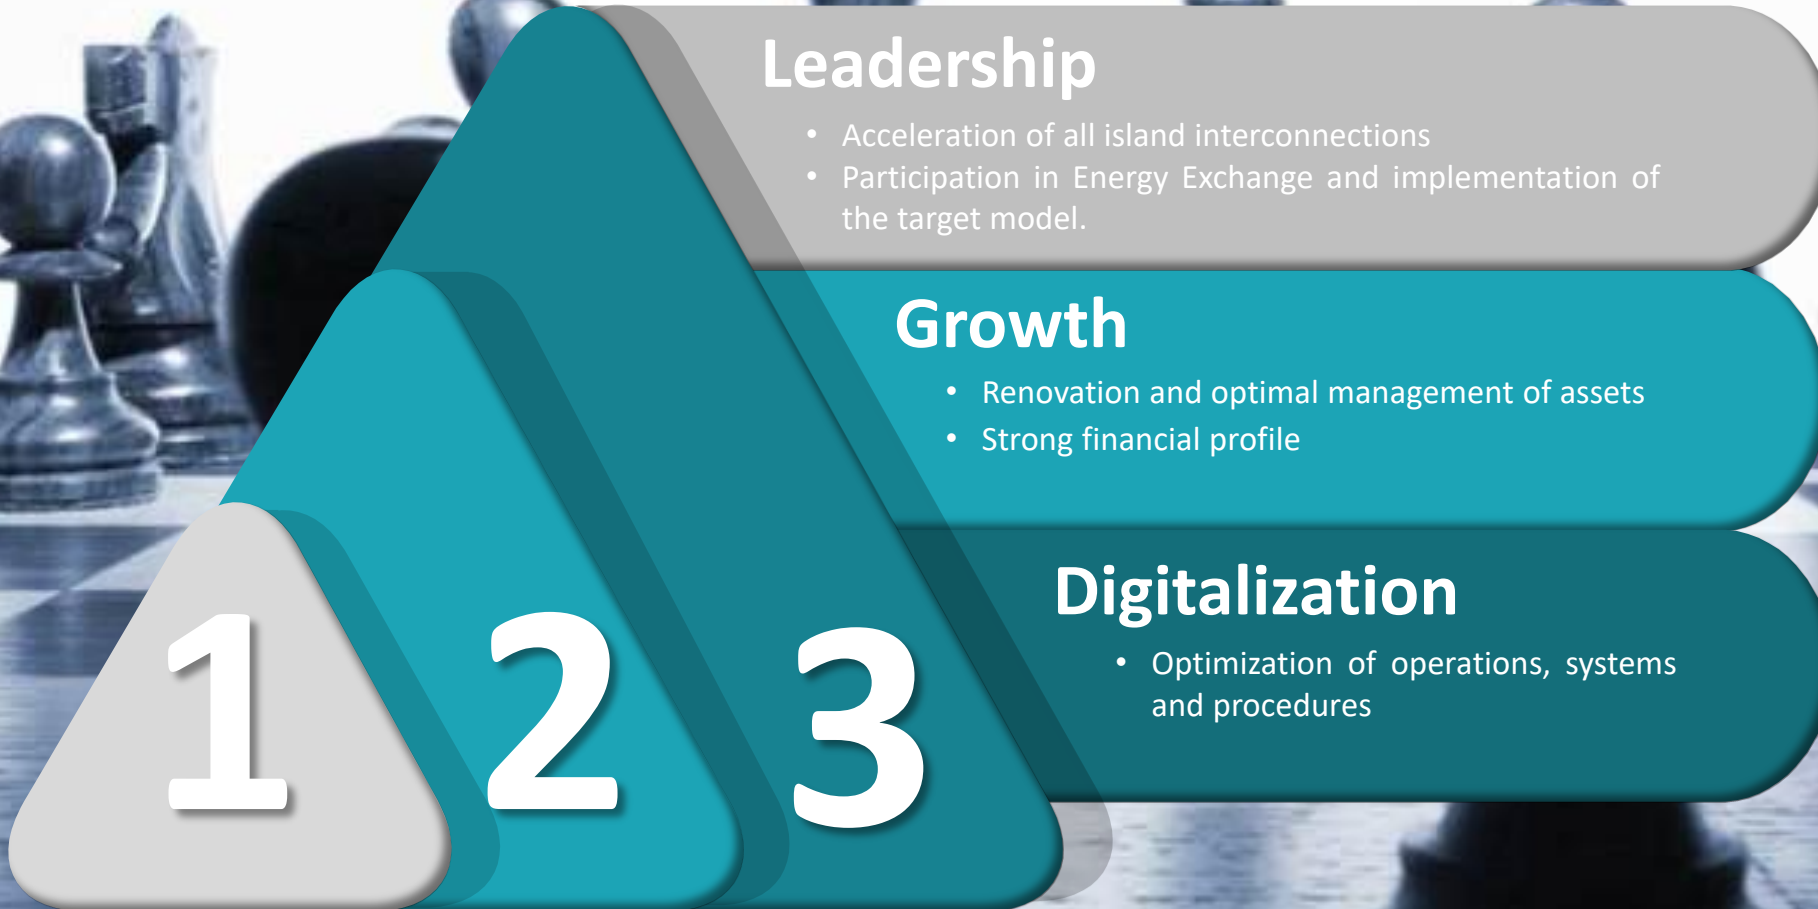 Leadership
• Acceleration of all island interconnections
• Participation in Energy Exchange and implementation of
the target model.
Growth
• Renovation and optimal management of assets
• Strong financial profile
Digitalization
• Optimization of operations, systems
and procedures
1 2 3